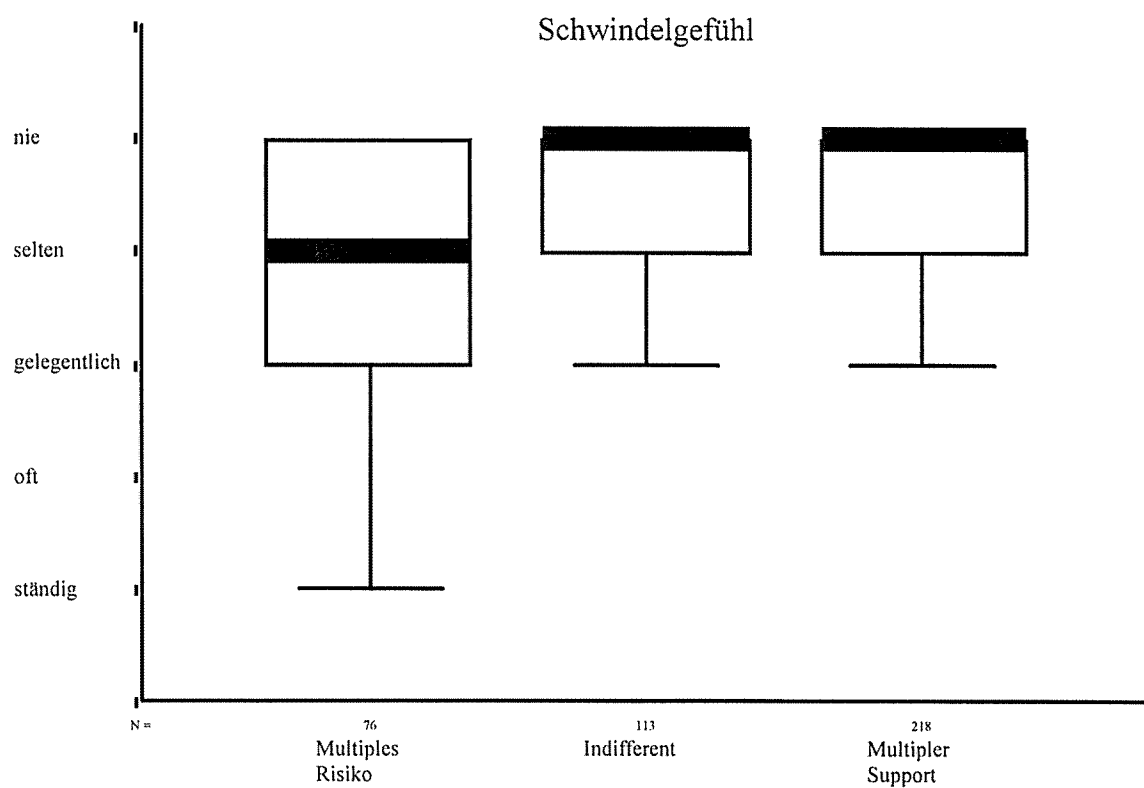 Schwindelgefühl
nie
selten
gelegentlich
oft
ständig
N = 76 113 218
Multiples Indifferent Multipler
Risiko Support